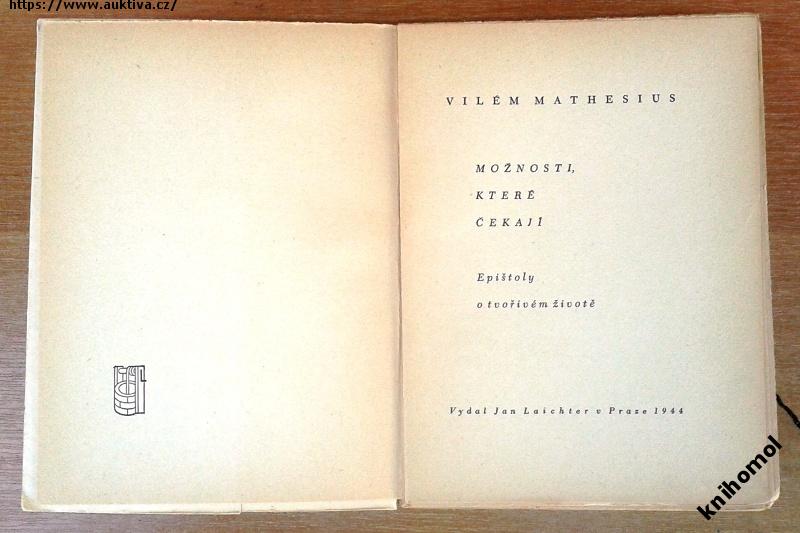 https://www.auktiva.cz/
VILÉM MATHESIUS
MOŽNOSTI,
KTERÉ
ČEKAJÍ
Epištoly
o tvořivém životě
Vydal Jan Laichter v Praze 1944
knihomol